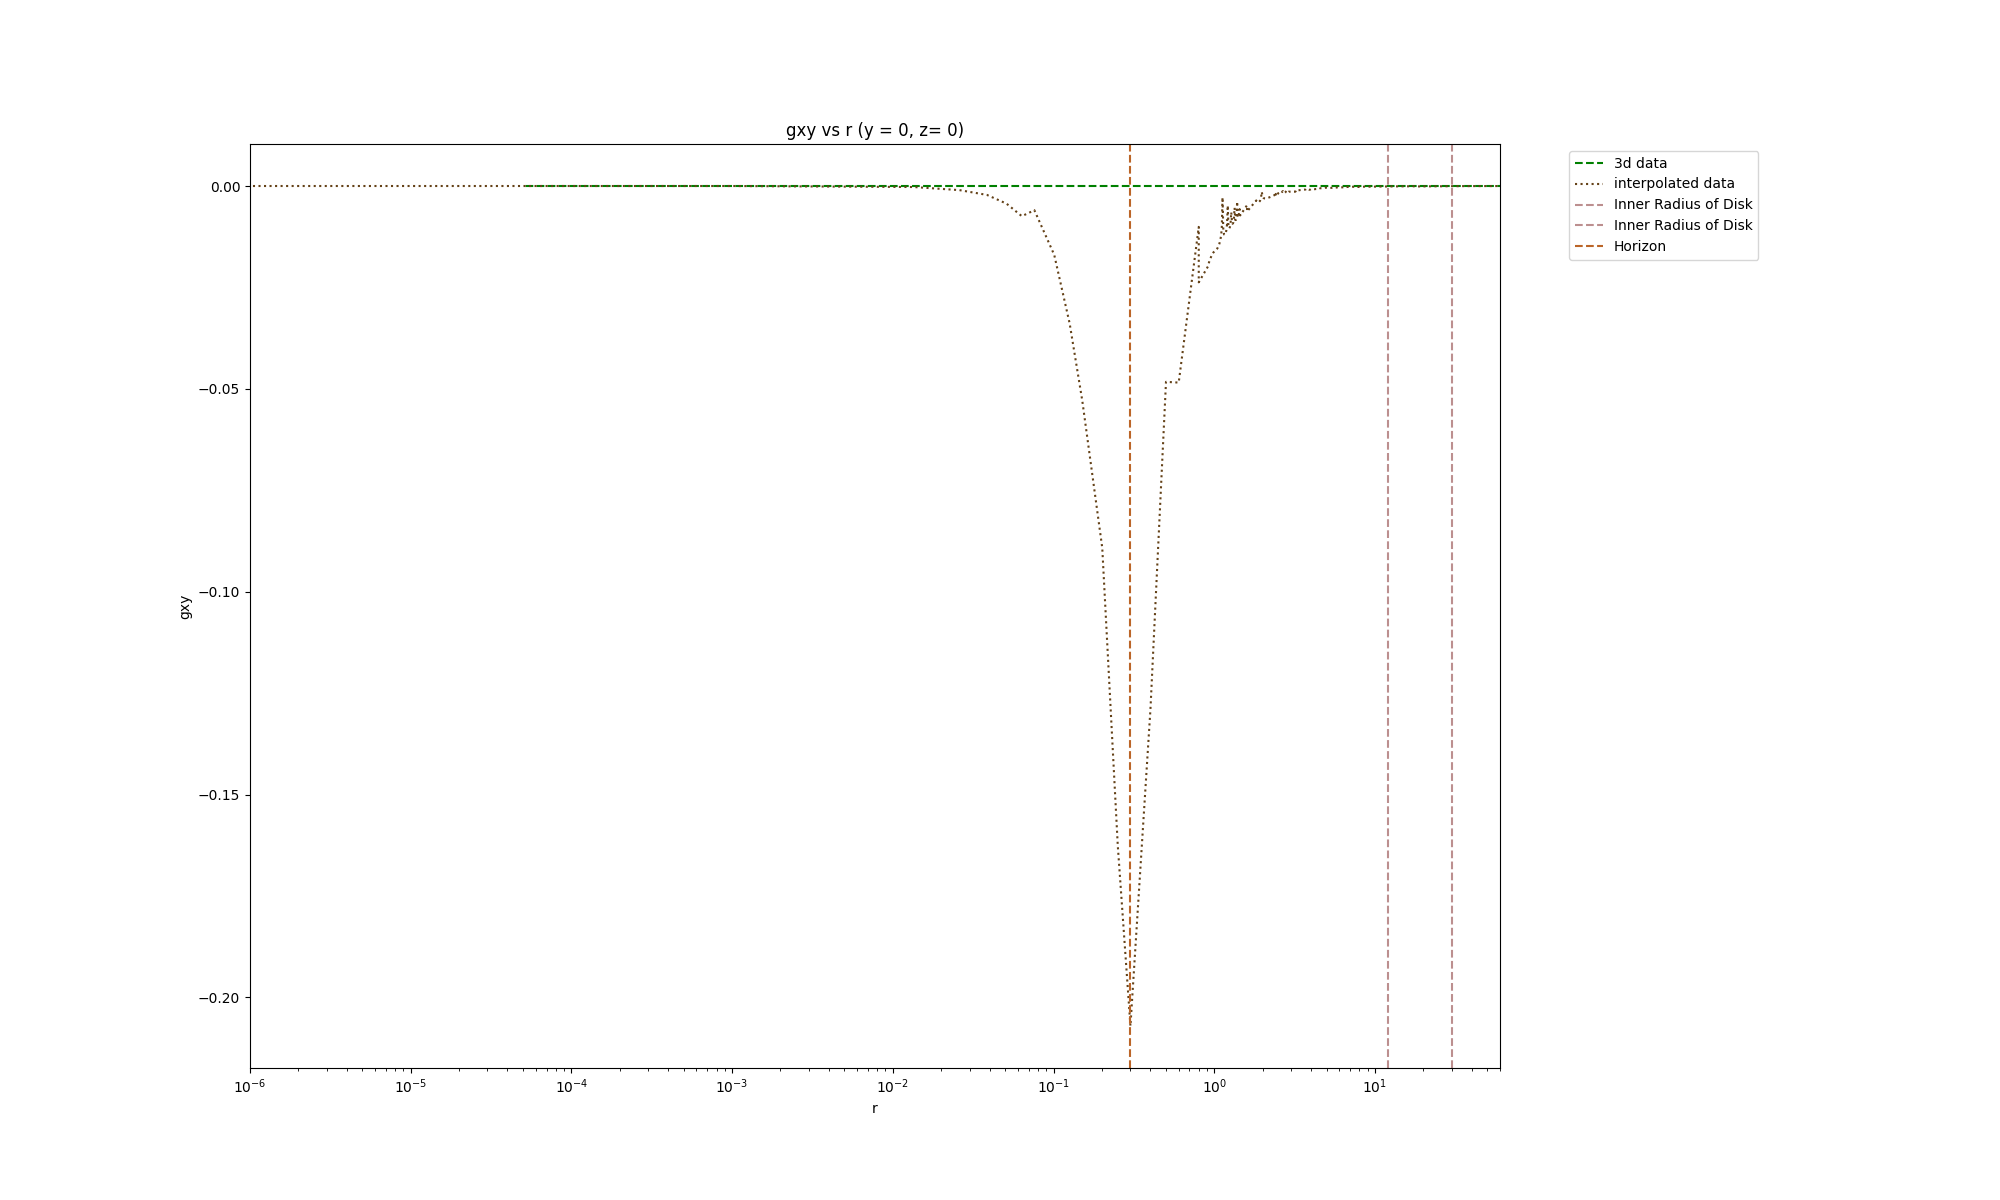 gxy vs r (y = 0, z= 0)
3d data
interpolated data
Inner Radius of Disk
Inner Radius of Disk
Horizon
gxy
0.00
−0.05
−0.10
−0.15
−0.20
10⁻⁶ 10⁻⁵ 10⁻⁴ 10⁻³ 10⁻² 10⁻¹ 10⁰ 10¹
r